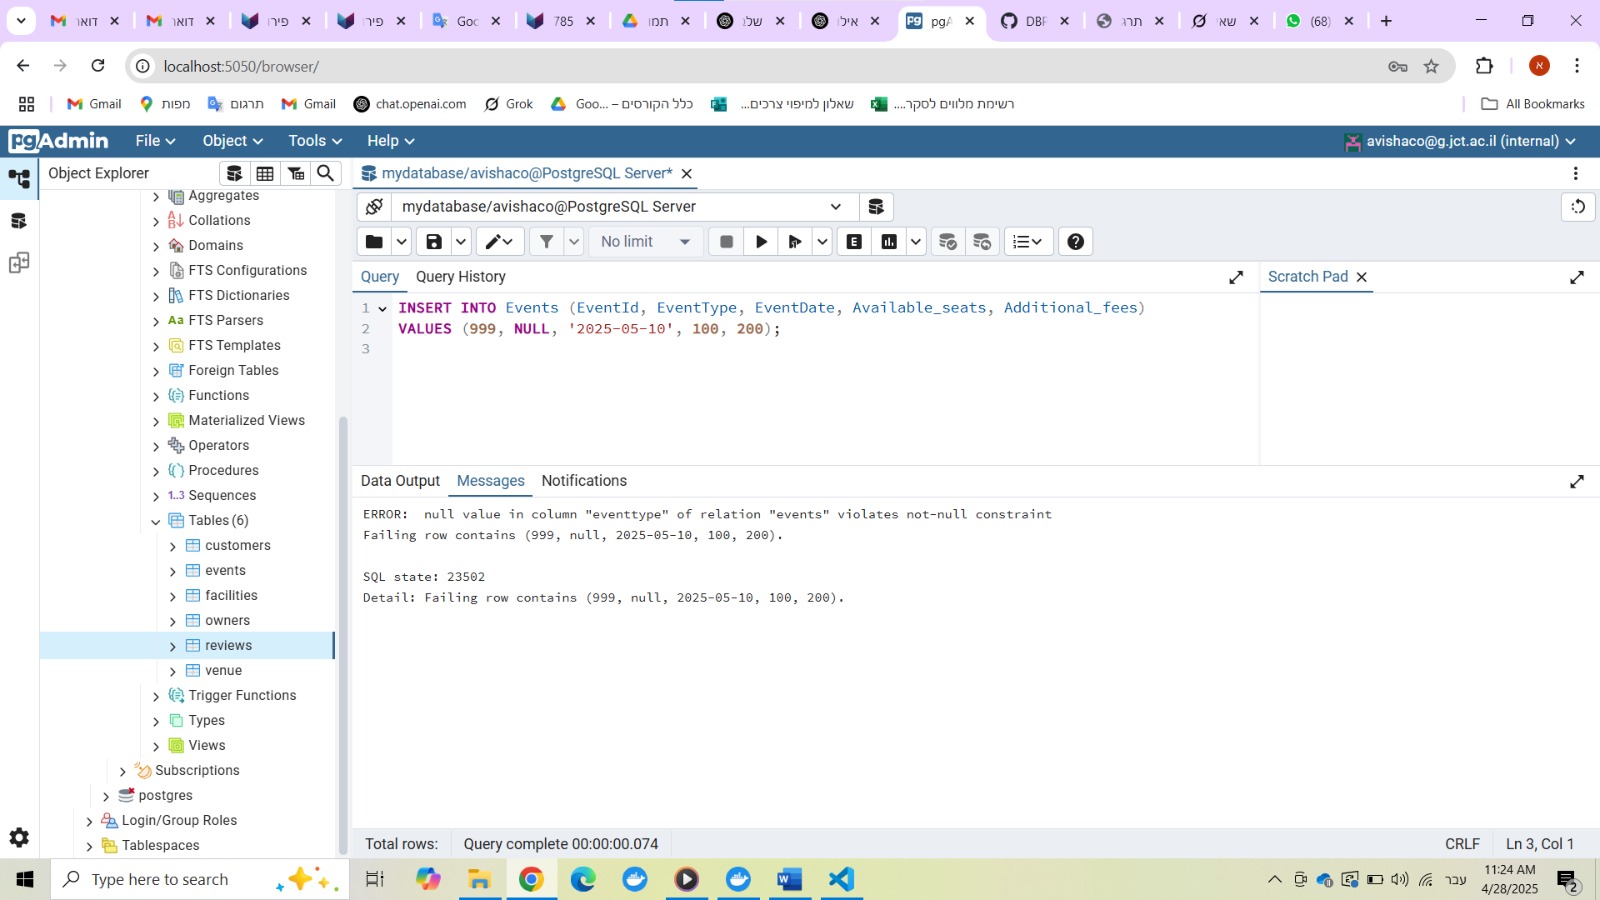 דואר
דואר
פירו
פיר
Goc
785
תמו
שלו
אילו
pgA
DBF
תרג
שא
(68)
localhost:5050/browser/
Gmail
מפות
תרגום
Gmail
chat.openai.com
Grok
כלל הקורסים – Goo...
שאלון למיפוי צרכים...
רשימת מלווים לסקר....
All Bookmarks
pgAdmin
File
Object
Tools
Help
avishaco@g.jct.ac.il (internal)
Object Explorer
mydatabase/avishaco@PostgreSQL Server*
Aggregates
Collations
Domains
FTS Configurations
FTS Dictionaries
FTS Parsers
FTS Templates
Foreign Tables
Functions
Materialized Views
Operators
Procedures
1..3 Sequences
Tables (6)
customers
events
facilities
owners
reviews
venue
Trigger Functions
Types
Views
Subscriptions
postgres
Login/Group Roles
Tablespaces
mydatabase/avishaco@PostgreSQL Server
No limit
Query
Query History
Scratch Pad
1 INSERT INTO Events (EventId, EventType, EventDate, Available_seats, Additional_fees)
2 VALUES (999, NULL, '2025-05-10', 100, 200);
3
Data Output
Messages
Notifications
ERROR:  null value in column "eventtype" of relation "events" violates not-null constraint
Failing row contains (999, null, 2025-05-10, 100, 200).
SQL state: 23502
Detail: Failing row contains (999, null, 2025-05-10, 100, 200).
Total rows:
Query complete 00:00:00.074
CRLF
Ln 3, Col 1
Type here to search
עבר
11:24 AM
4/28/2025
2